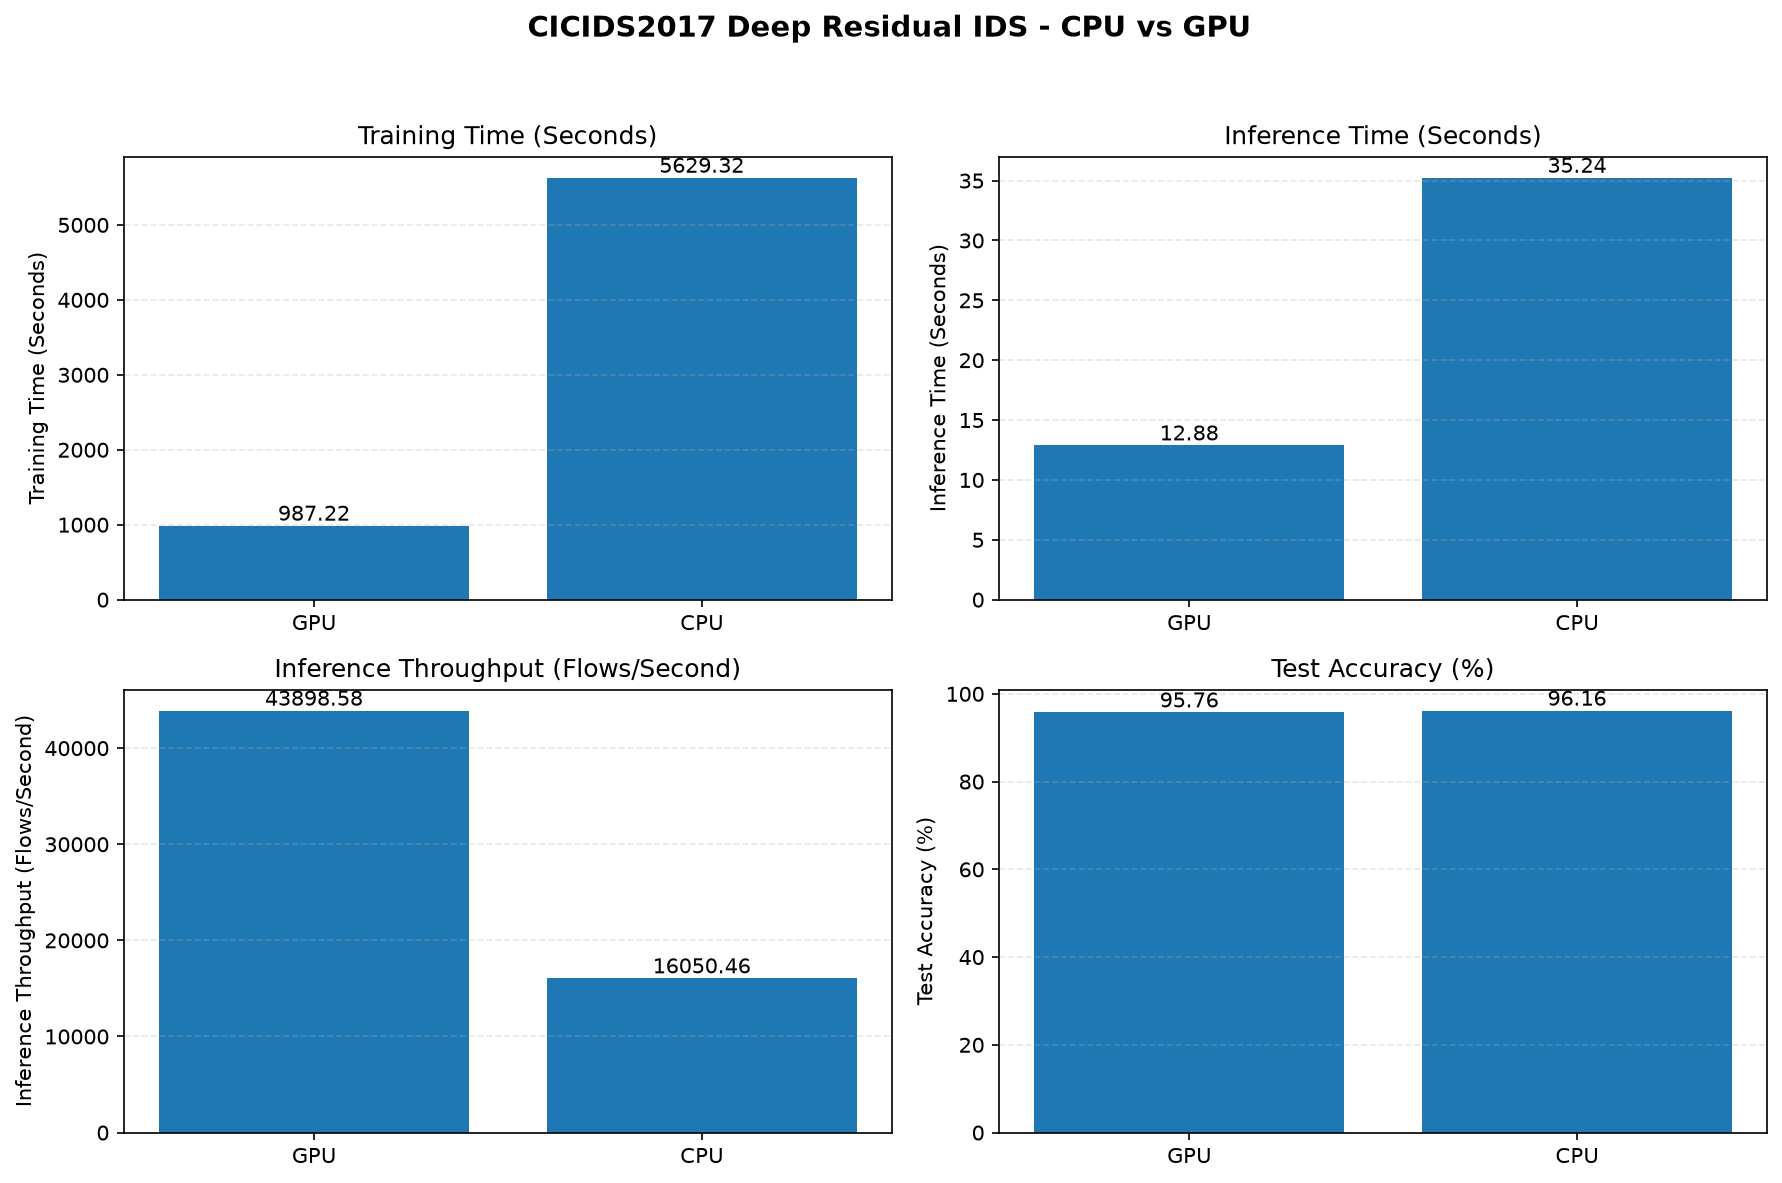 CICIDS2017 Deep Residual IDS - CPU vs GPU
Training Time (Seconds)
Training Time (Seconds)
5000
4000
3000
2000
1000
0
987.22
5629.32
GPU
CPU
Inference Time (Seconds)
Inference Time (Seconds)
35
30
25
20
15
10
5
0
12.88
35.24
GPU
CPU
Inference Throughput (Flows/Second)
Inference Throughput (Flows/Second)
40000
30000
20000
10000
0
43898.58
16050.46
GPU
CPU
Test Accuracy (%)
Test Accuracy (%)
100
80
60
40
20
0
95.76
96.16
GPU
CPU